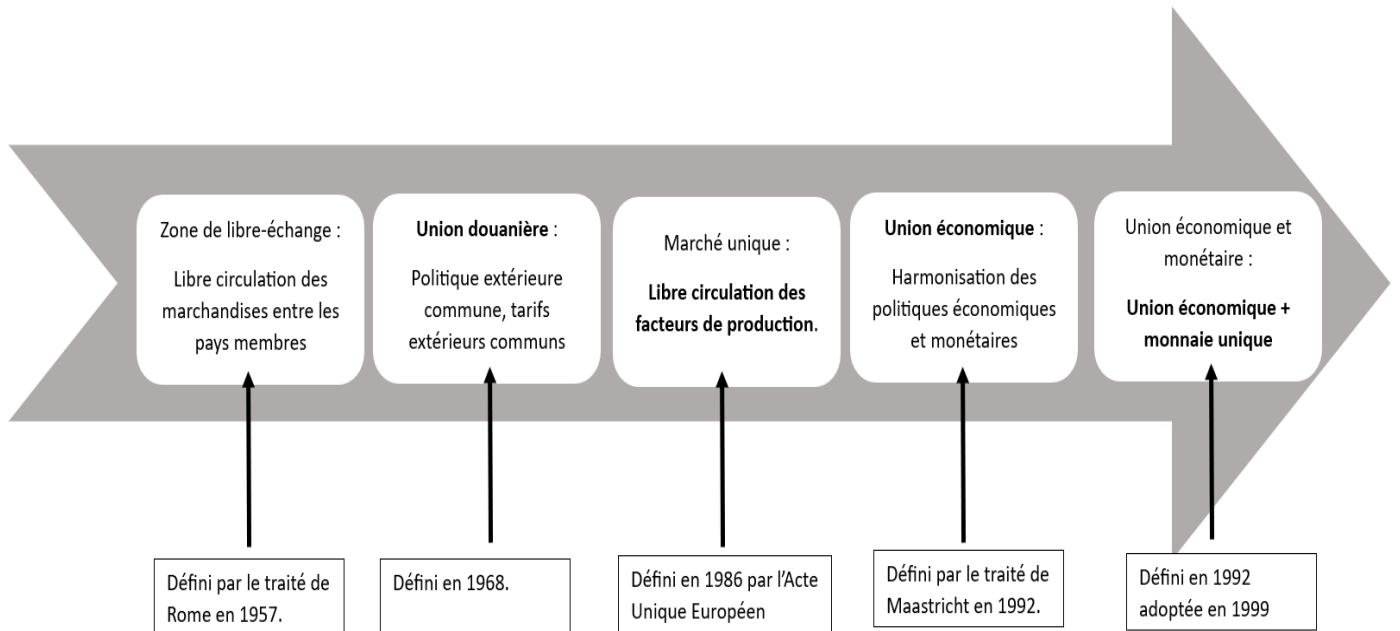 Zone de libre-échange :
Libre circulation des
marchandises entre les
pays membres
Union douanière :
Politique extérieure
commune, tarifs
extérieurs communs
Marché unique :
Libre circulation des
facteurs de production.
Union économique :
Harmonisation des
politiques économiques
et monétaires
Union économique et
monétaire :
Union économique +
monnaie unique
Défini par le traité de
Rome en 1957.
Défini en 1968.
Défini en 1986 par l’Acte
Unique Européen
Défini par le traité de
Maastricht en 1992.
Défini en 1992
adoptée en 1999